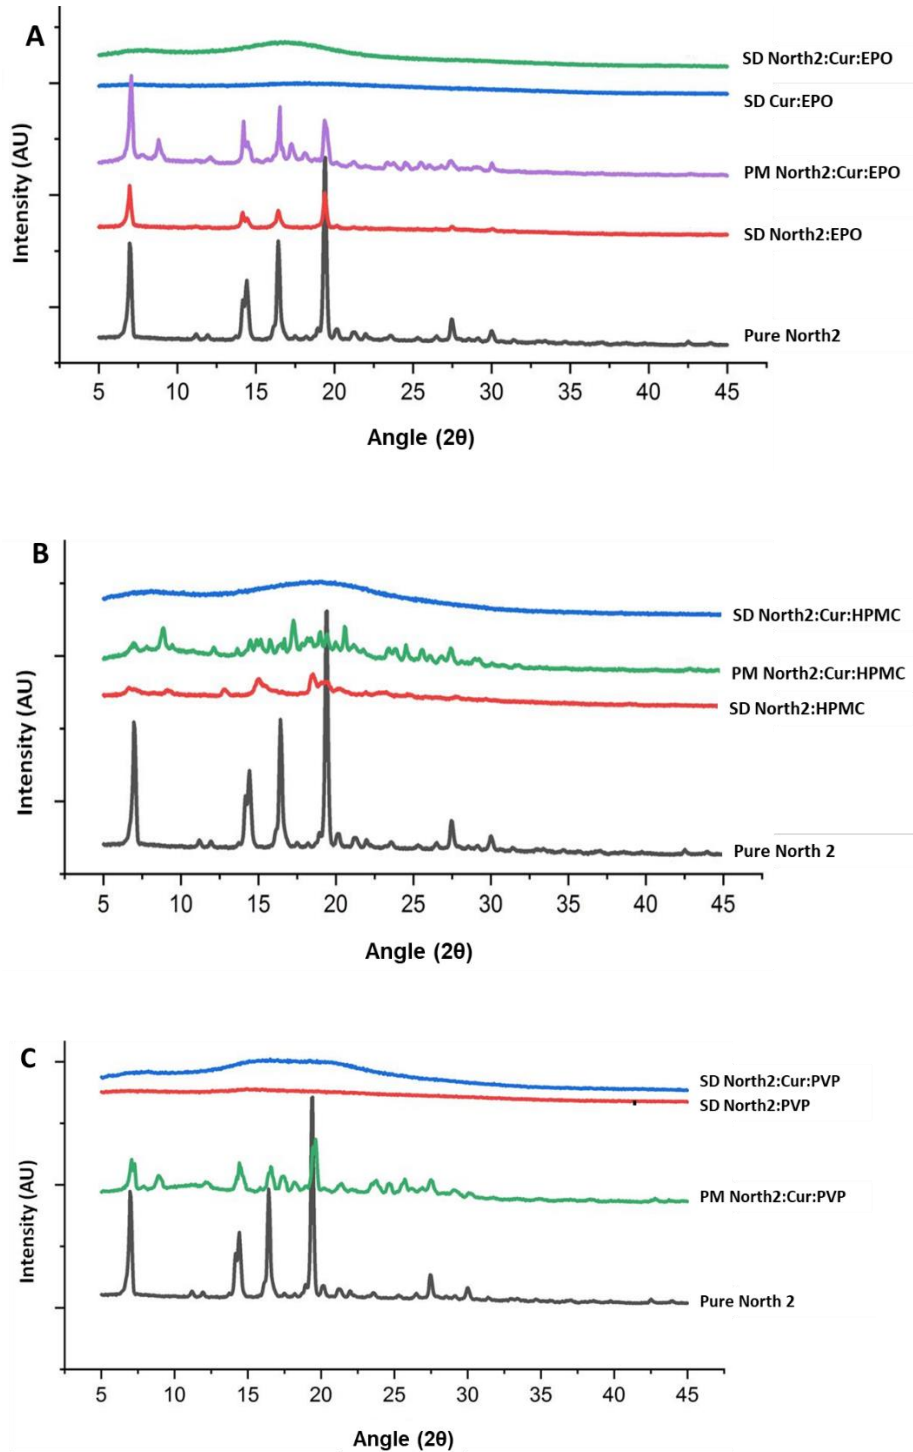 A
SD North2:Cur:EPO
SD Cur:EPO
PM North2:Cur:EPO
SD North2:EPO
Pure North2
Intensity (AU)
5 10 15 20 25 30 35 40 45
Angle (2θ)
B
SD North2:Cur:HPMC
PM North2:Cur:HPMC
SD North2:HPMC
Pure North 2
Intensity (AU)
5 10 15 20 25 30 35 40 45
Angle (2θ)
C
SD North2:Cur:PVP
SD North2:PVP
PM North2:Cur:PVP
Pure North 2
Intensity (AU)
5 10 15 20 25 30 35 40 45
Angle (2θ)